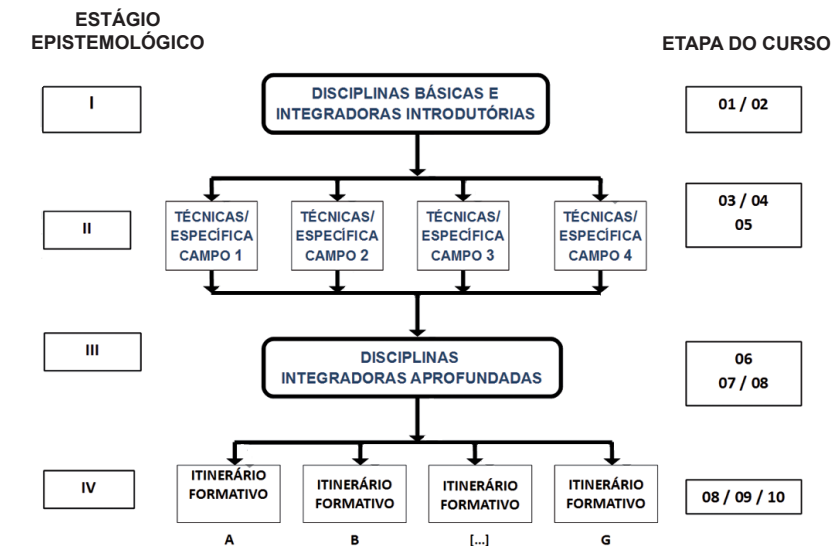 ESTÁGIO
EPISTEMOLÓGICO
ETAPA DO CURSO
I
DISCIPLINAS BÁSICAS E
INTEGRADORAS INTRODUTÓRIAS
01 / 02
II
TÉCNICAS/
ESPECÍFICA
CAMPO 1
TÉCNICAS/
ESPECÍFICA
CAMPO 2
TÉCNICAS/
ESPECÍFICA
CAMPO 3
TÉCNICAS/
ESPECÍFICA
CAMPO 4
03 / 04
05
III
DISCIPLINAS
INTEGRADORAS APROFUNDADAS
06
07 / 08
IV
ITINERÁRIO
FORMATIVO
A
ITINERÁRIO
FORMATIVO
B
ITINERÁRIO
FORMATIVO
[...]
ITINERÁRIO
FORMATIVO
G
08 / 09 / 10